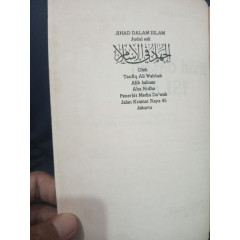 JIHAD DALAM ISLAM
Judul asli
الجهاد في الإسلام
Oleh
Taufiq Ali Wahbah
Alih bahasa
Abu Ridha
Penerbit Media Da'wah
Jalan Kramat Raya 45
Jakarta